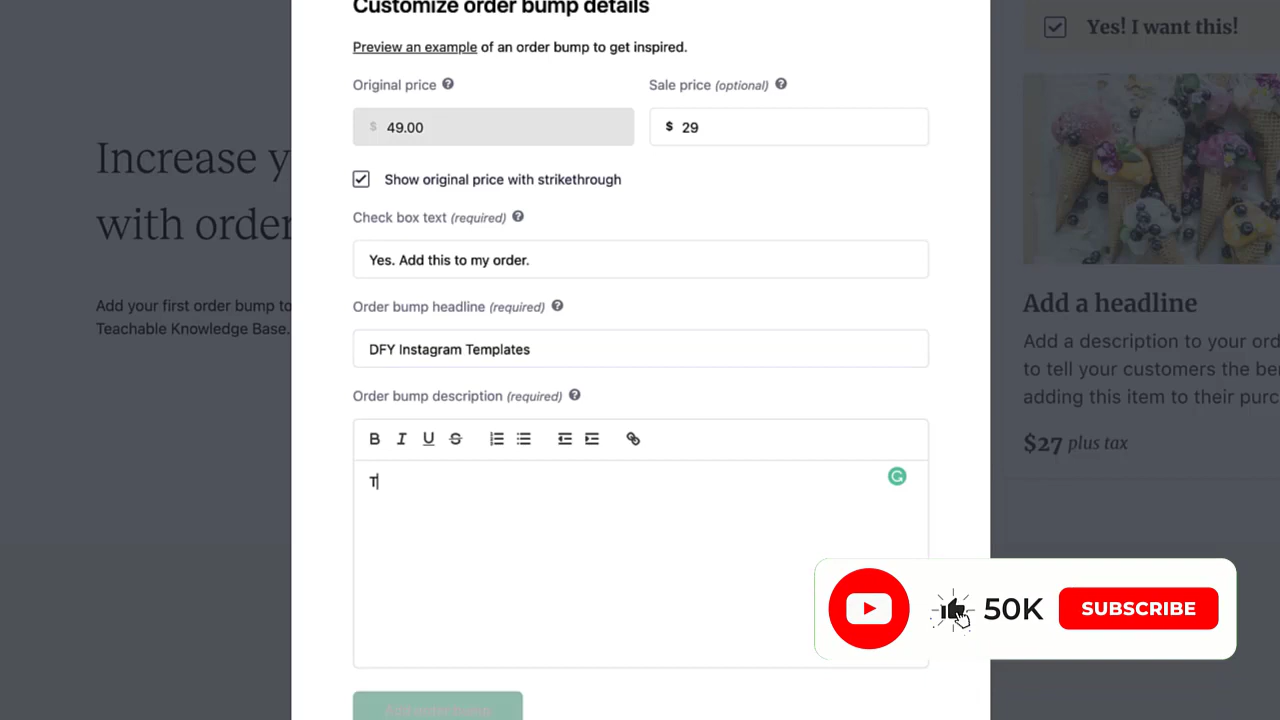 Customize order bump details
Yes! I want this!
Preview an example of an order bump to get inspired.
Original price
Sale price (optional)
$ 49.00
$ 29
Increase y
with order
Show original price with strikethrough
Check box text (required)
Yes. Add this to my order.
Add your first order bump to
Teachable Knowledge Base.
Order bump headline (required)
DFY Instagram Templates
Add a headline
Add a description to your ord
to tell your customers the ben
adding this item to their purc
$27 plus tax
Order bump description (required)
B I U S
T
50K
SUBSCRIBE
Add order bump